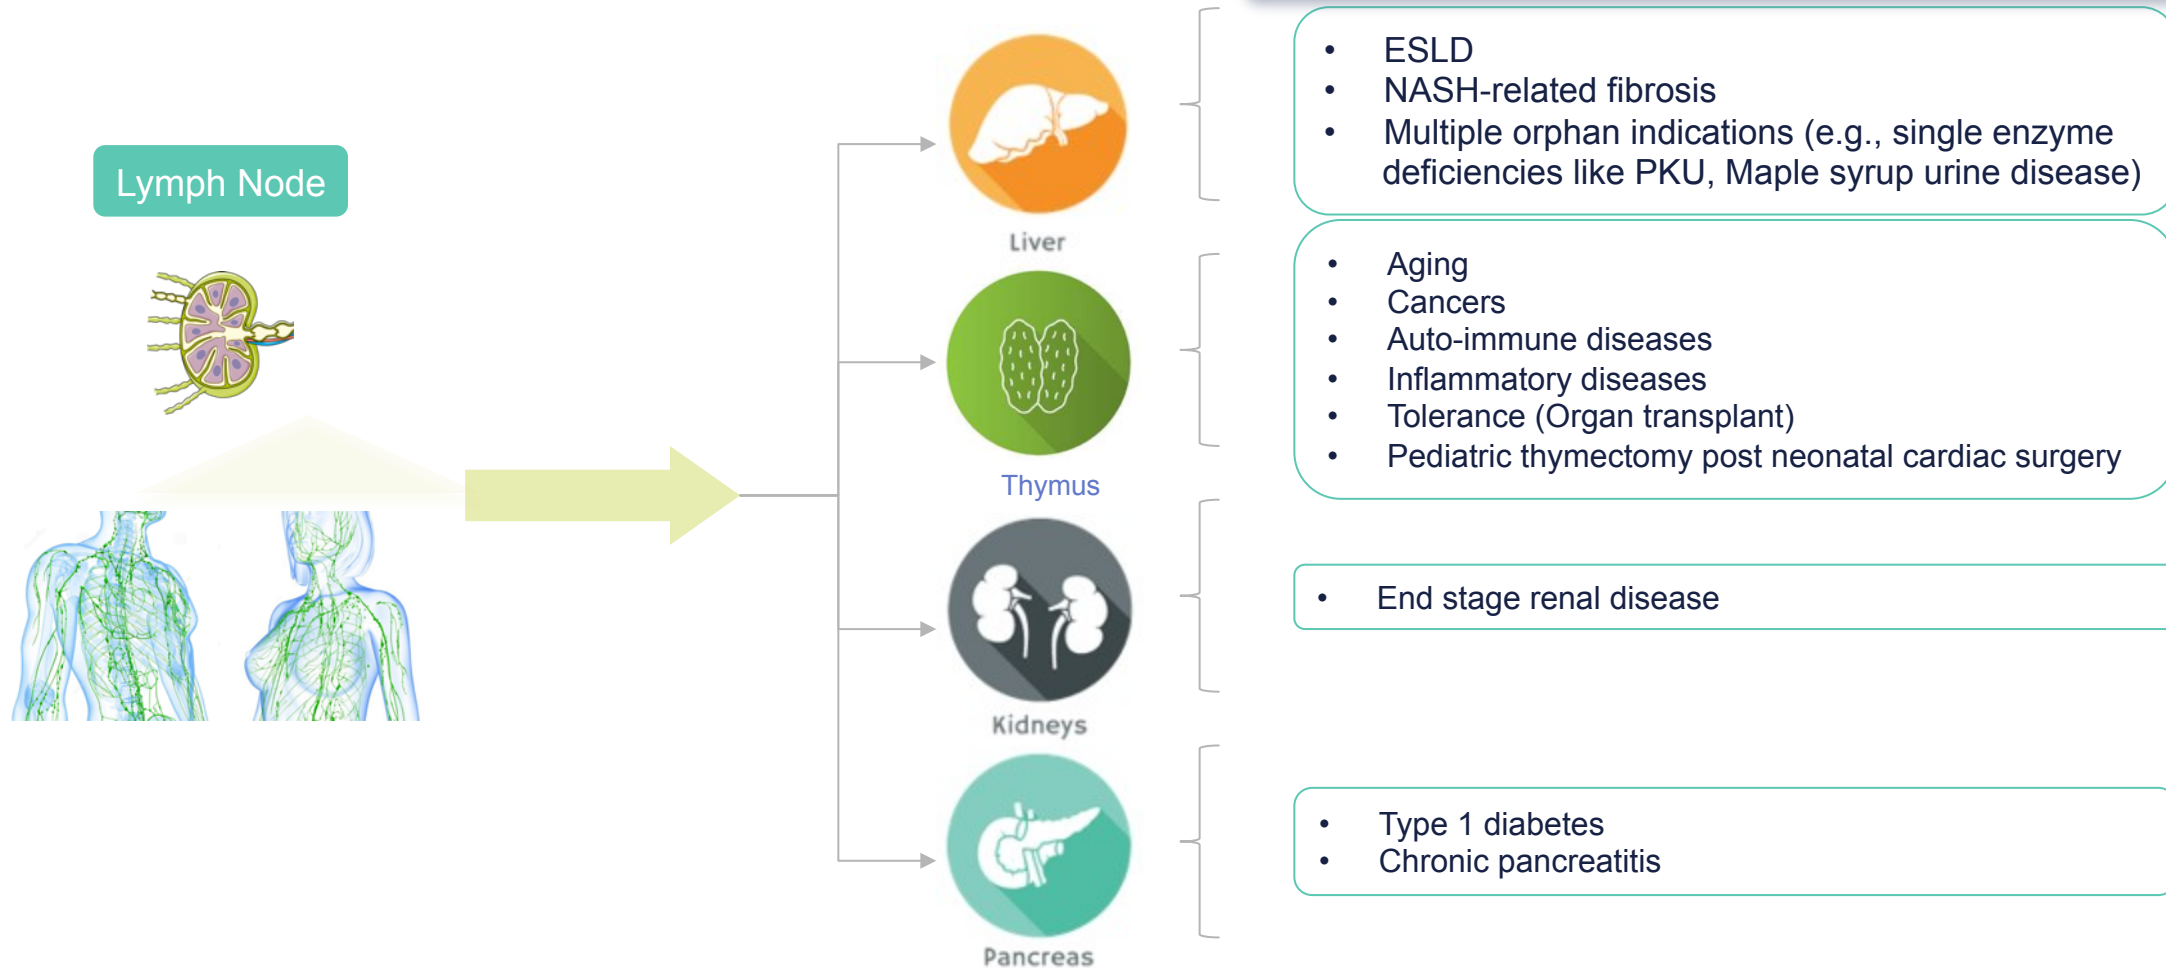 Lymph Node
Liver
• ESLD
• NASH-related fibrosis
• Multiple orphan indications (e.g., single enzyme
deficiencies like PKU, Maple syrup urine disease)
Thymus
• Aging
• Cancers
• Auto-immune diseases
• Inflammatory diseases
• Tolerance (Organ transplant)
• Pediatric thymectomy post neonatal cardiac surgery
Kidneys
• End stage renal disease
Pancreas
• Type 1 diabetes
• Chronic pancreatitis